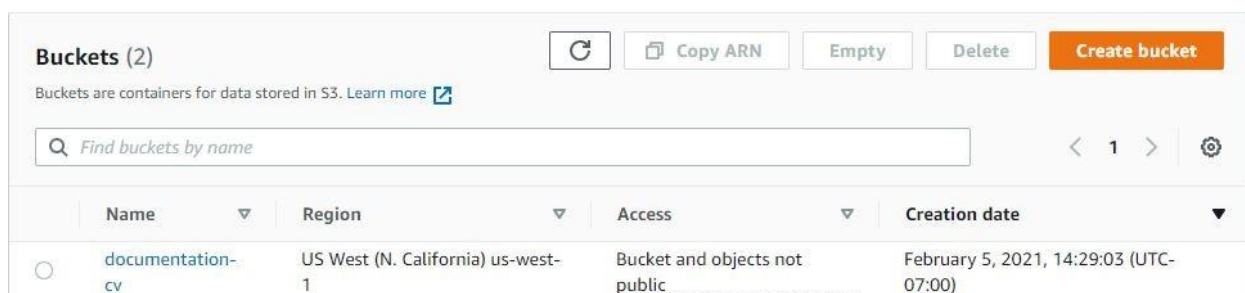 Buckets (2)
Copy ARN
Empty
Delete
Create bucket
Buckets are containers for data stored in S3. Learn more
Find buckets by name
1
Name
Region
Access
Creation date
documentation-
cv
US West (N. California) us-west-
1
Bucket and objects not
public
February 5, 2021, 14:29:03 (UTC-
07:00)